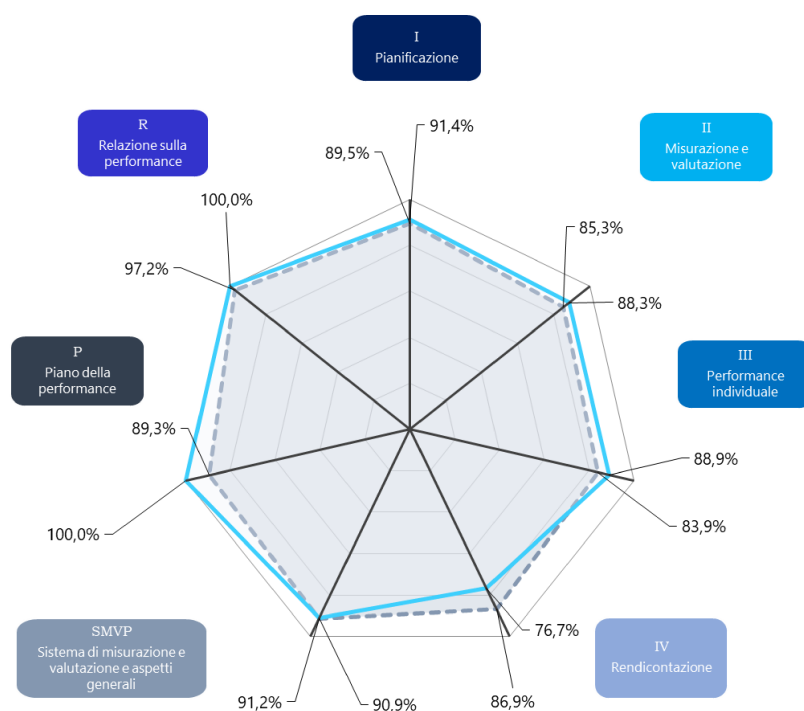 I
Pianificazione
91,4%
89,5%
R
Relazione sulla
performance
II
Misurazione e
valutazione
100,0%
97,2%
85,3%
88,3%
P
Piano della
performance
III
Performance
individuale
89,3%
100,0%
88,9%
83,9%
SMVP
Sistema di misurazione e
valutazione e aspetti
generali
IV
Rendicontazione
76,7%
91,2%
90,9%
86,9%